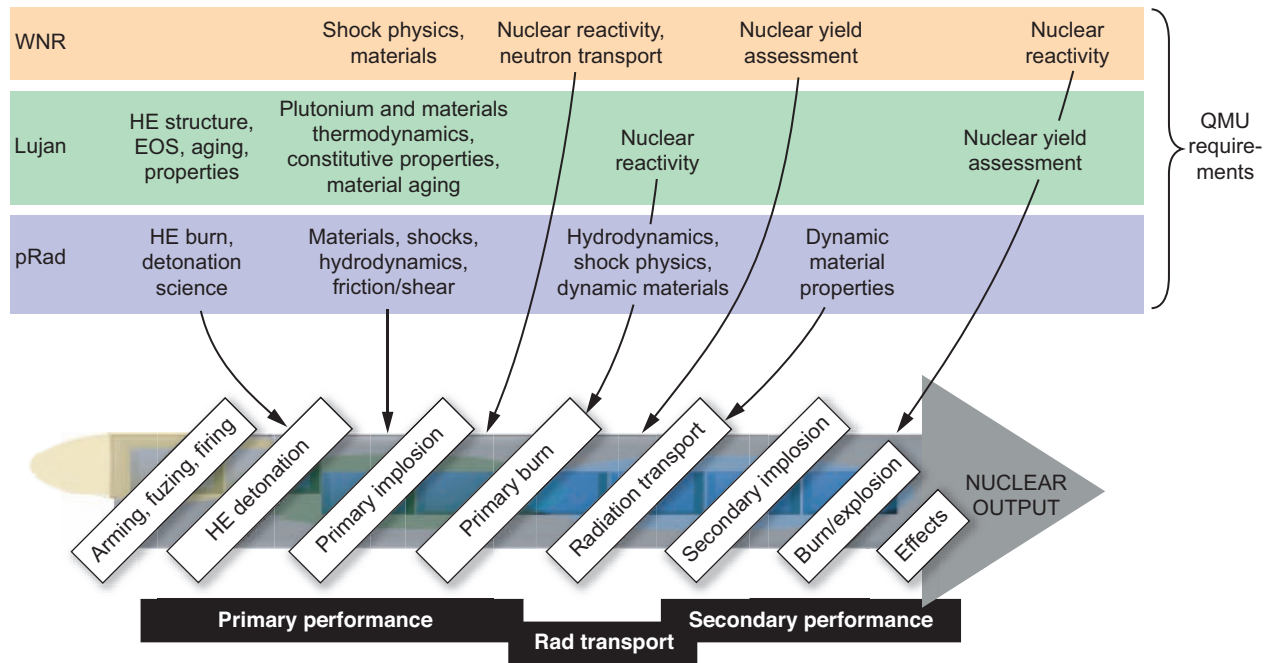 WNR
Shock physics,
materials
Nuclear reactivity,
neutron transport
Nuclear yield
assessment
Nuclear
reactivity
Lujan
HE structure,
EOS, aging,
properties
Plutonium and materials
thermodynamics,
constitutive properties,
material aging
Nuclear
reactivity
Nuclear yield
assessment
QMU
require-
ments
pRad
HE burn,
detonation
science
Materials, shocks,
hydrodynamics,
friction/shear
Hydrodynamics,
shock physics,
dynamic materials
Dynamic
material
properties
Arming, fuzing, firing
HE detonation
Primary implosion
Primary burn
Radiation transport
Secondary implosion
Burn/explosion
Effects
NUCLEAR
OUTPUT
Primary performance
Rad transport
Secondary performance